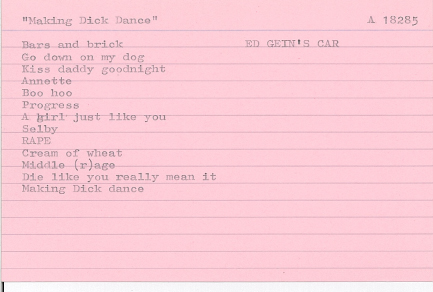 "Making Dick Dance" A 18285
Bars and brick ED GEIN'S CAR
Go down on my dog
Kiss daddy goodnight
Annette
Boo hoo
Progress
A girl just like you
Selby
RAPE
Cream of wheat
Middle (r)age
Die like you really mean it
Making Dick dance